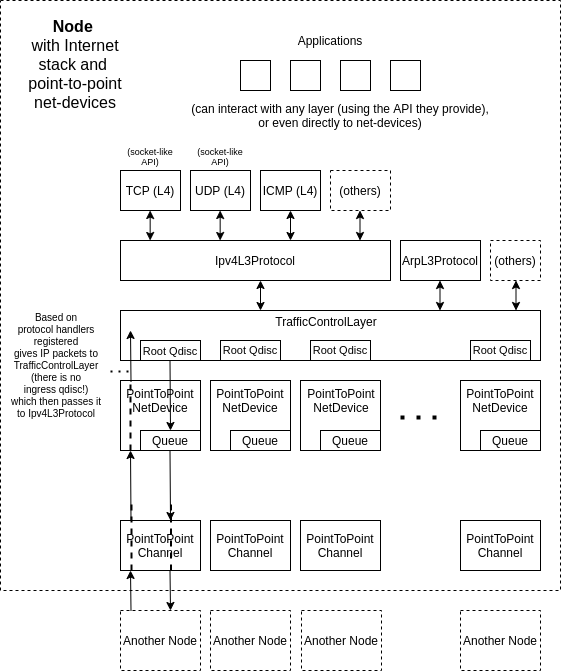 Node
with Internet
stack and
point-to-point
net-devices
Applications
(can interact with any layer (using the API they provide),
or even directly to net-devices)
(socket-like
API)
(socket-like
API)
TCP (L4)
UDP (L4)
ICMP (L4)
(others)
Ipv4L3Protocol
ArpL3Protocol
(others)
Based on
protocol handlers
registered
gives IP packets to
TrafficControlLayer
(there is no
ingress qdisc!)
which then passes it
to Ipv4L3Protocol
TrafficControlLayer
Root Qdisc
Root Qdisc
Root Qdisc
Root Qdisc
. . .
PointToPoint
NetDevice
Queue
PointToPoint
NetDevice
Queue
PointToPoint
NetDevice
Queue
. . .
PointToPoint
NetDevice
Queue
PointToPoint
Channel
PointToPoint
Channel
PointToPoint
Channel
PointToPoint
Channel
Another Node
Another Node
Another Node
Another Node